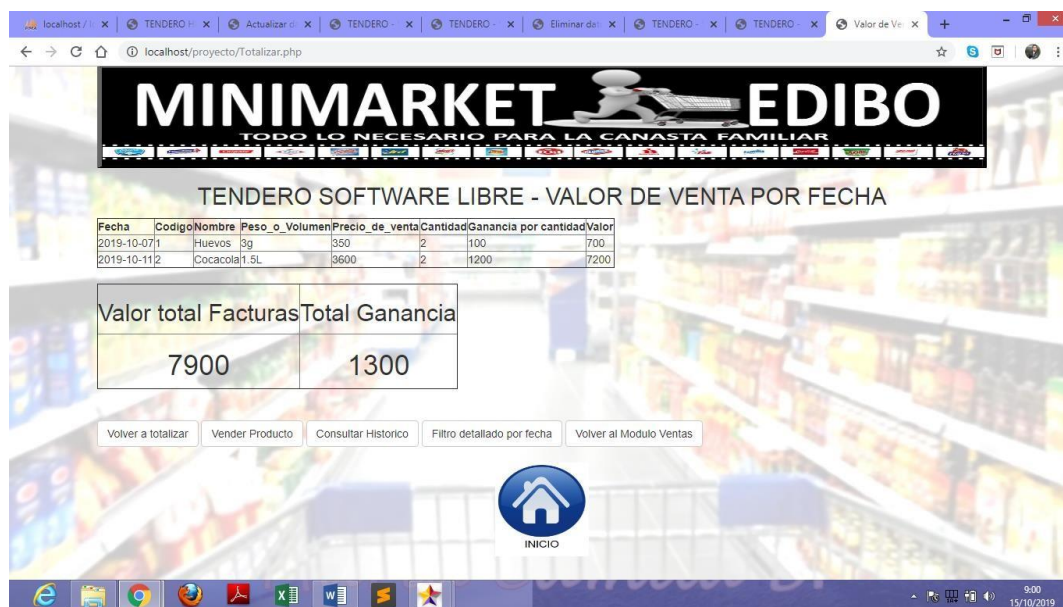 localhost / l
TENDERO H
Actualizar d
TENDERO -
TENDERO -
Eliminar dat
TENDERO -
TENDERO -
Valor de Ve
localhost/proyecto/Totalizar.php
MINIMARKET EDIBO
TODO LO NECESARIO PARA LA CANASTA FAMILIAR
TENDERO SOFTWARE LIBRE - VALOR DE VENTA POR FECHA
Fecha Codigo Nombre Peso_o_Volumen Precio_de_venta Cantidad Ganancia por cantidad Valor
2019-10-07 1 Huevos 3g 350 2 100 700
2019-10-11 2 Cocacola 1.5L 3600 2 1200 7200
Valor total Facturas Total Ganancia
7900 1300
Volver a totalizar Vender Producto Consultar Historico Filtro detallado por fecha Volver al Modulo Ventas
INICIO
9:00
15/10/2019